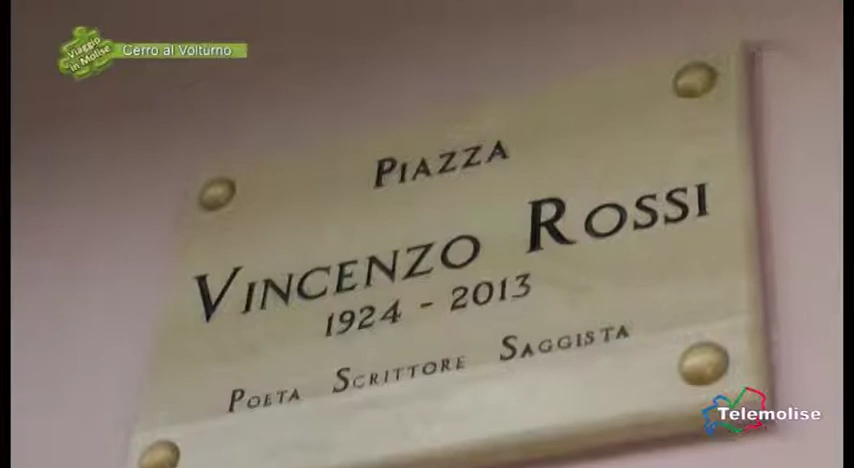 Viaggio
in Molise
Cerro al Volturno
PIAZZA
VINCENZO ROSSI
1924 - 2013
POETA SCRITTORE SAGGISTA
Telemolise